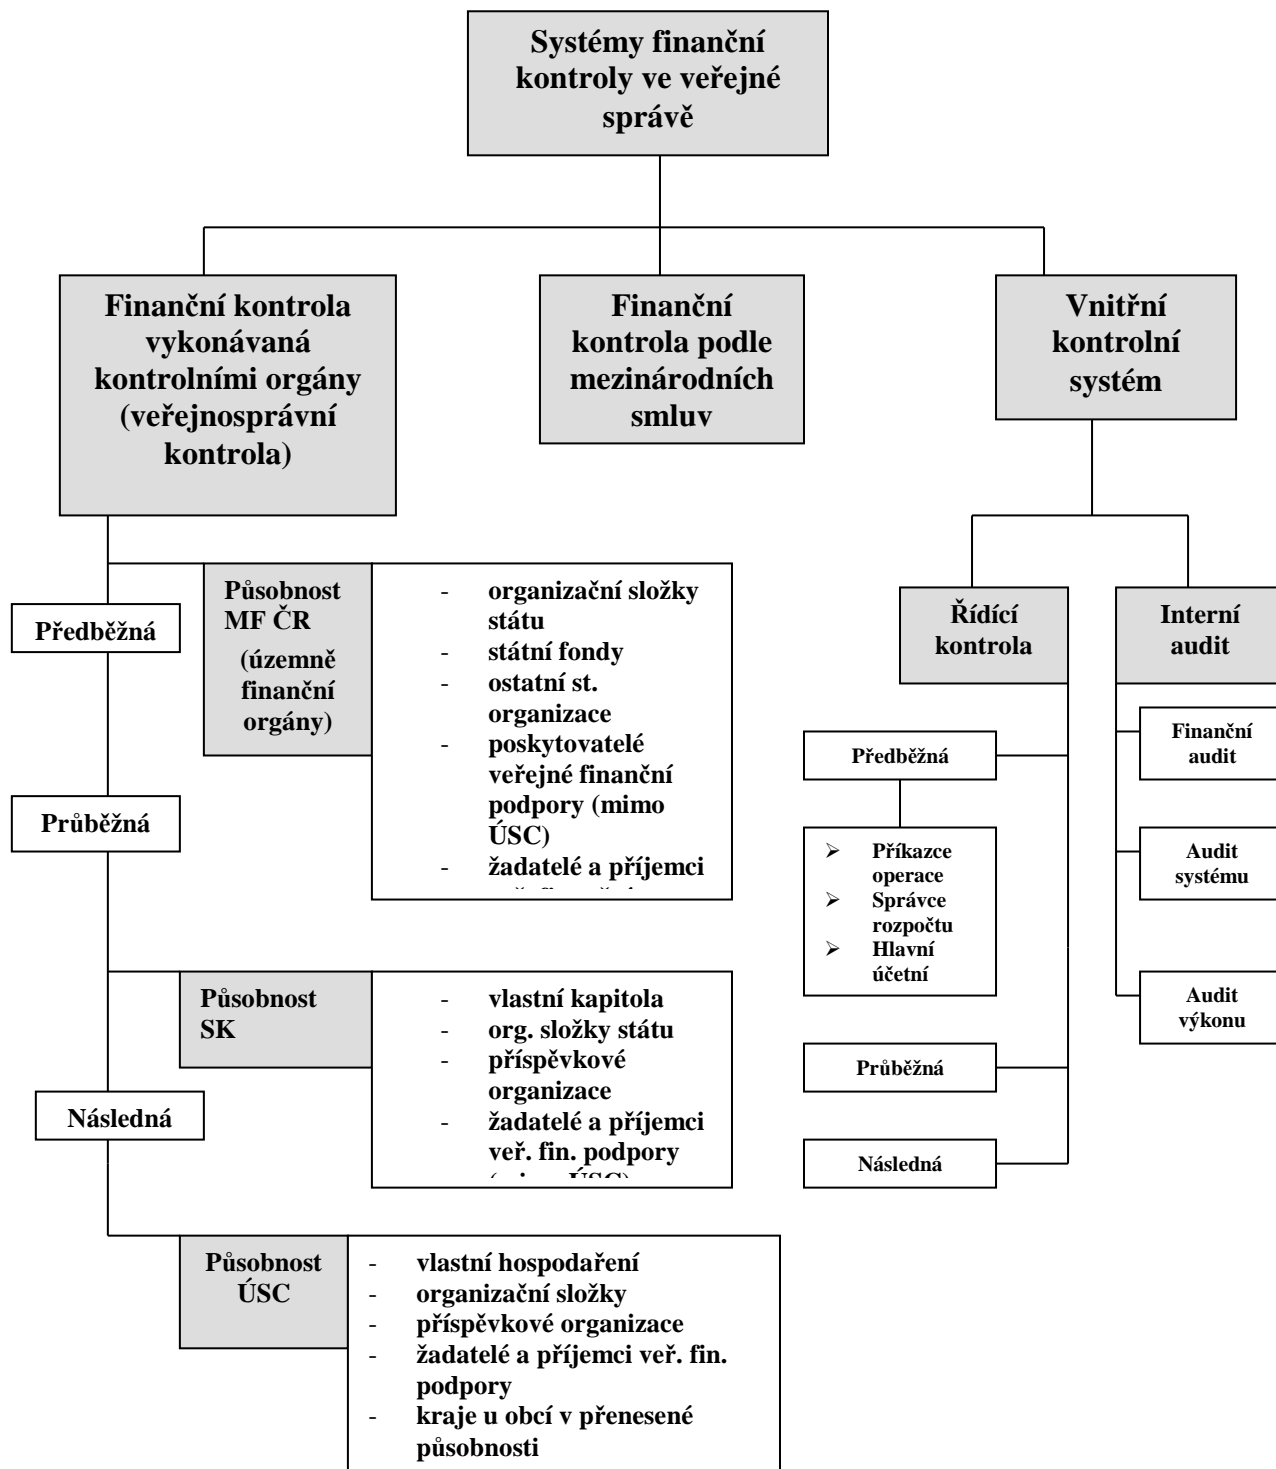 Systémy finanční
kontroly ve veřejné
správě
Finanční kontrola
vykonávaná
kontrolními orgány
(veřejnosprávní
kontrola)
Finanční
kontrola podle
mezinárodních
smluv
Vnitřní
kontrolní
systém
Předběžná
Průběžná
Následná
Působnost
MF ČR
(územně
finanční
orgány)
- organizační složky
státu
- státní fondy
- ostatní st.
organizace
- poskytovatelé
veřejné finanční
podpory (mimo
ÚSC)
- žadatelé a příjemci
Působnost
SK
- vlastní kapitola
- org. složky státu
- příspěvkové
organizace
- žadatelé a příjemci
veř. fin. podpory
ÚSC)
Působnost
ÚSC
- vlastní hospodaření
- organizační složky
- příspěvkové organizace
- žadatelé a příjemci veř. fin.
podpory
- kraje u obcí v přenesené
působnosti
Řídící
kontrola
Předběžná
➢ Příkazce
operace
➢ Správce
rozpočtu
➢ Hlavní
účetní
Průběžná
Následná
Interní
audit
Finanční
audit
Audit
systému
Audit
výkonu